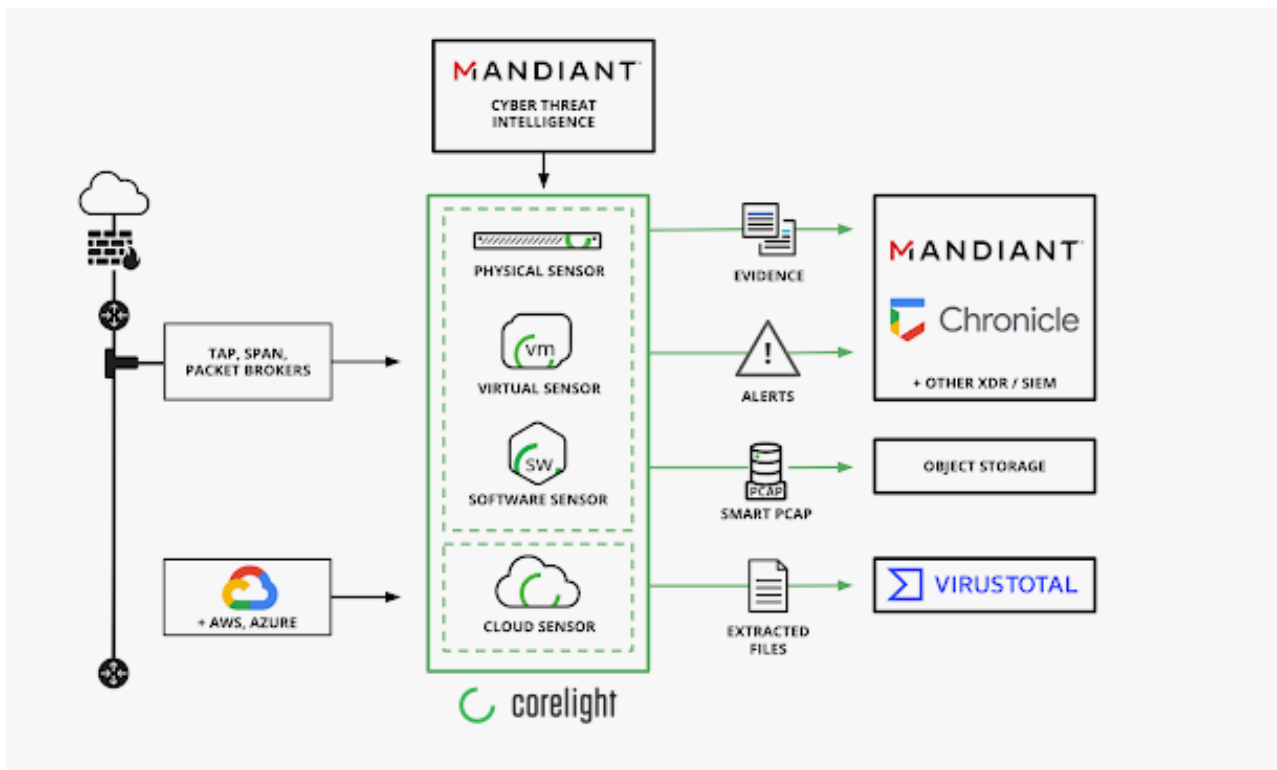 MANDIANT
CYBER THREAT
INTELLIGENCE
TAP, SPAN,
PACKET BROKERS
+ AWS, AZURE
PHYSICAL SENSOR
vm
VIRTUAL SENSOR
sw
SOFTWARE SENSOR
CLOUD SENSOR
corelight
EVIDENCE
ALERTS
PCAP
SMART PCAP
EXTRACTED
FILES
MANDIANT
Chronicle
+ OTHER XDR / SIEM
OBJECT STORAGE
VIRUSTOTAL